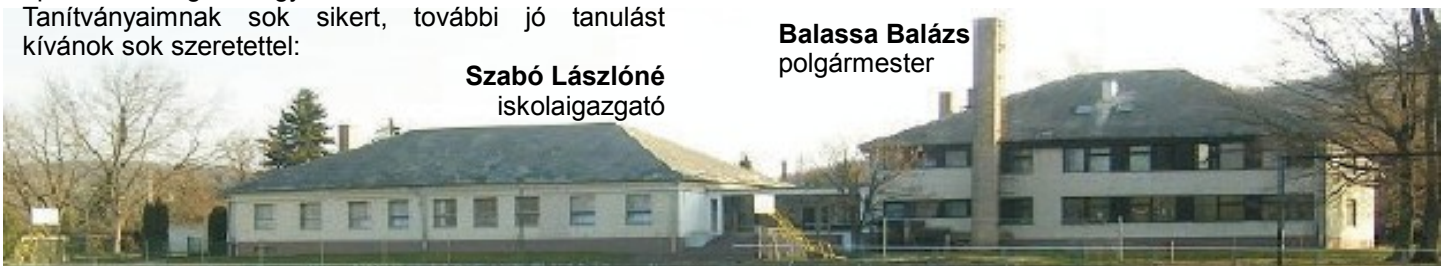 Tanítványaimnak sok sikert, további jó tanulást
kívánok sok szeretettel:
Szabó Lászlóné
iskolaigazgató
Balassa Balázs
polgármester